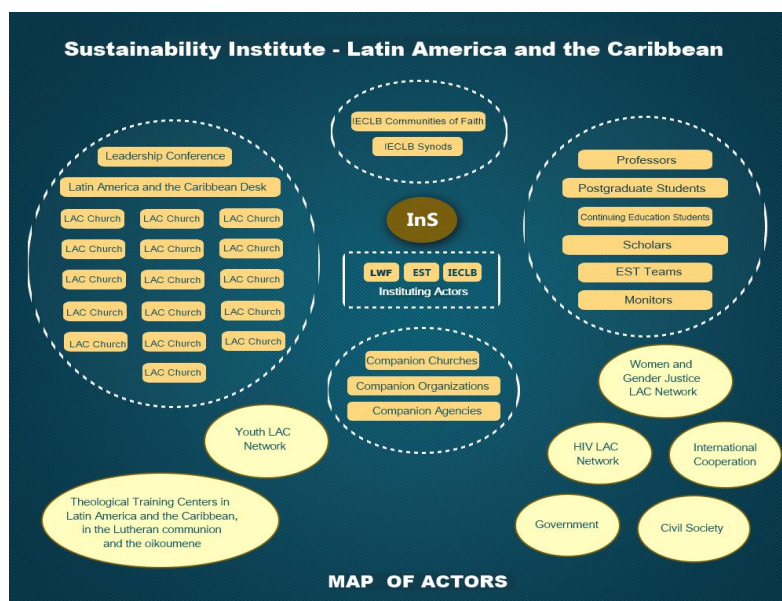 Sustainability Institute - Latin America and the Caribbean
IECLB Communities of Faith
IECLB Synods
Leadership Conference
Latin America and the Caribbean Desk
LAC Church LAC Church LAC Church
LAC Church LAC Church LAC Church
LAC Church LAC Church LAC Church
LAC Church LAC Church LAC Church
LAC Church LAC Church LAC Church
LAC Church
InS
LWF EST IECLB
Instituting Actors
Professors
Postgraduate Students
Continuing Education Students
Scholars
EST Teams
Monitors
Companion Churches
Companion Organizations
Companion Agencies
Youth LAC
Network
Theological Training Centers in
Latin America and the Caribbean,
in the Lutheran communion
and the oikoumene
Women and
Gender Justice
LAC Network
HIV LAC
Network
International
Cooperation
Government
Civil Society
MAP OF ACTORS